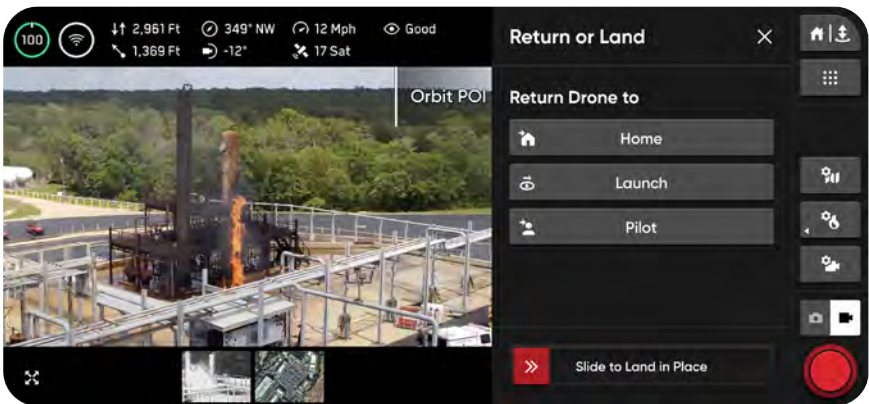 100
2,961 Ft
349° NW
12 Mph
Good
1,369 Ft
-12°
17 Sat
Orbit POI
Return or Land
Return Drone to
Home
Launch
Pilot
Slide to Land in Place